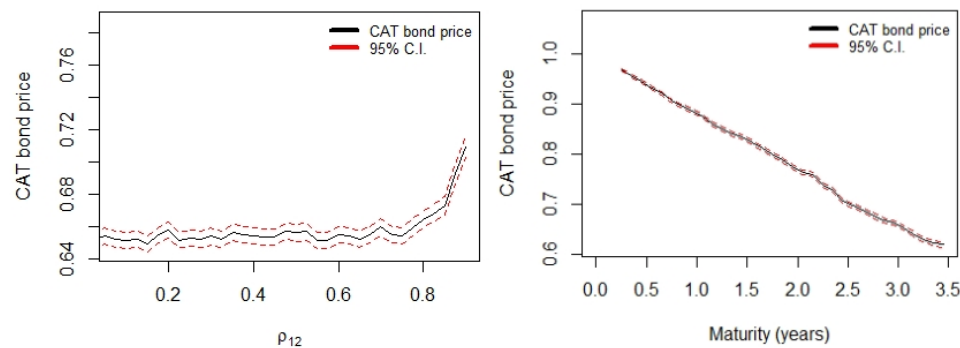 CAT bond price
95% C.I.
CAT bond price
0.64 0.68 0.72 0.76
0.2 0.4 0.6 0.8
ρ12
CAT bond price
95% C.I.
CAT bond price
0.6 0.7 0.8 0.9 1.0
0.0 0.5 1.0 1.5 2.0 2.5 3.0 3.5
Maturity (years)